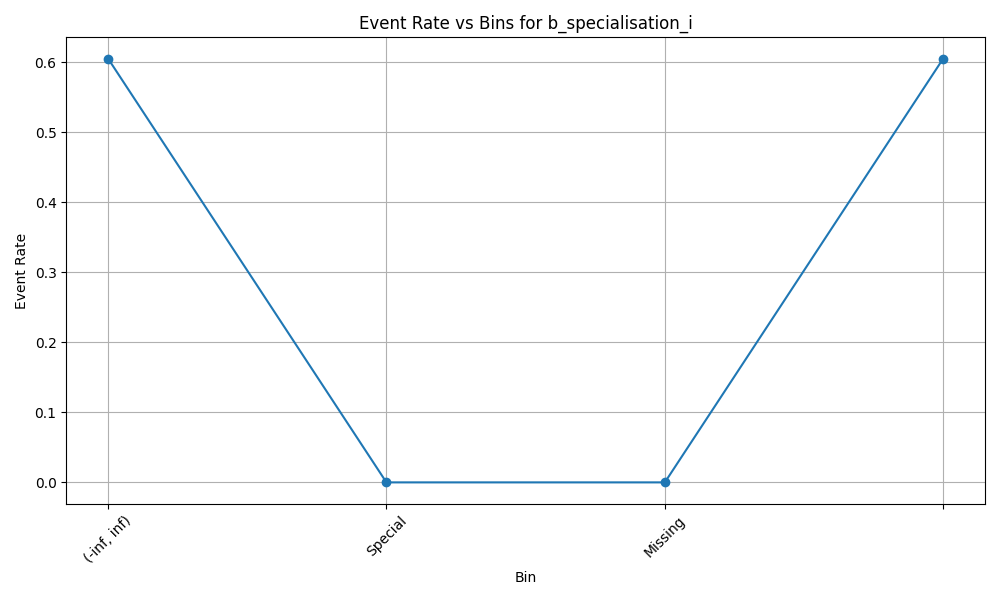 Event Rate vs Bins for b_specialisation_i
Event Rate
0.6
0.5
0.4
0.3
0.2
0.1
0.0
(-inf, inf)
Special
Missing
Bin